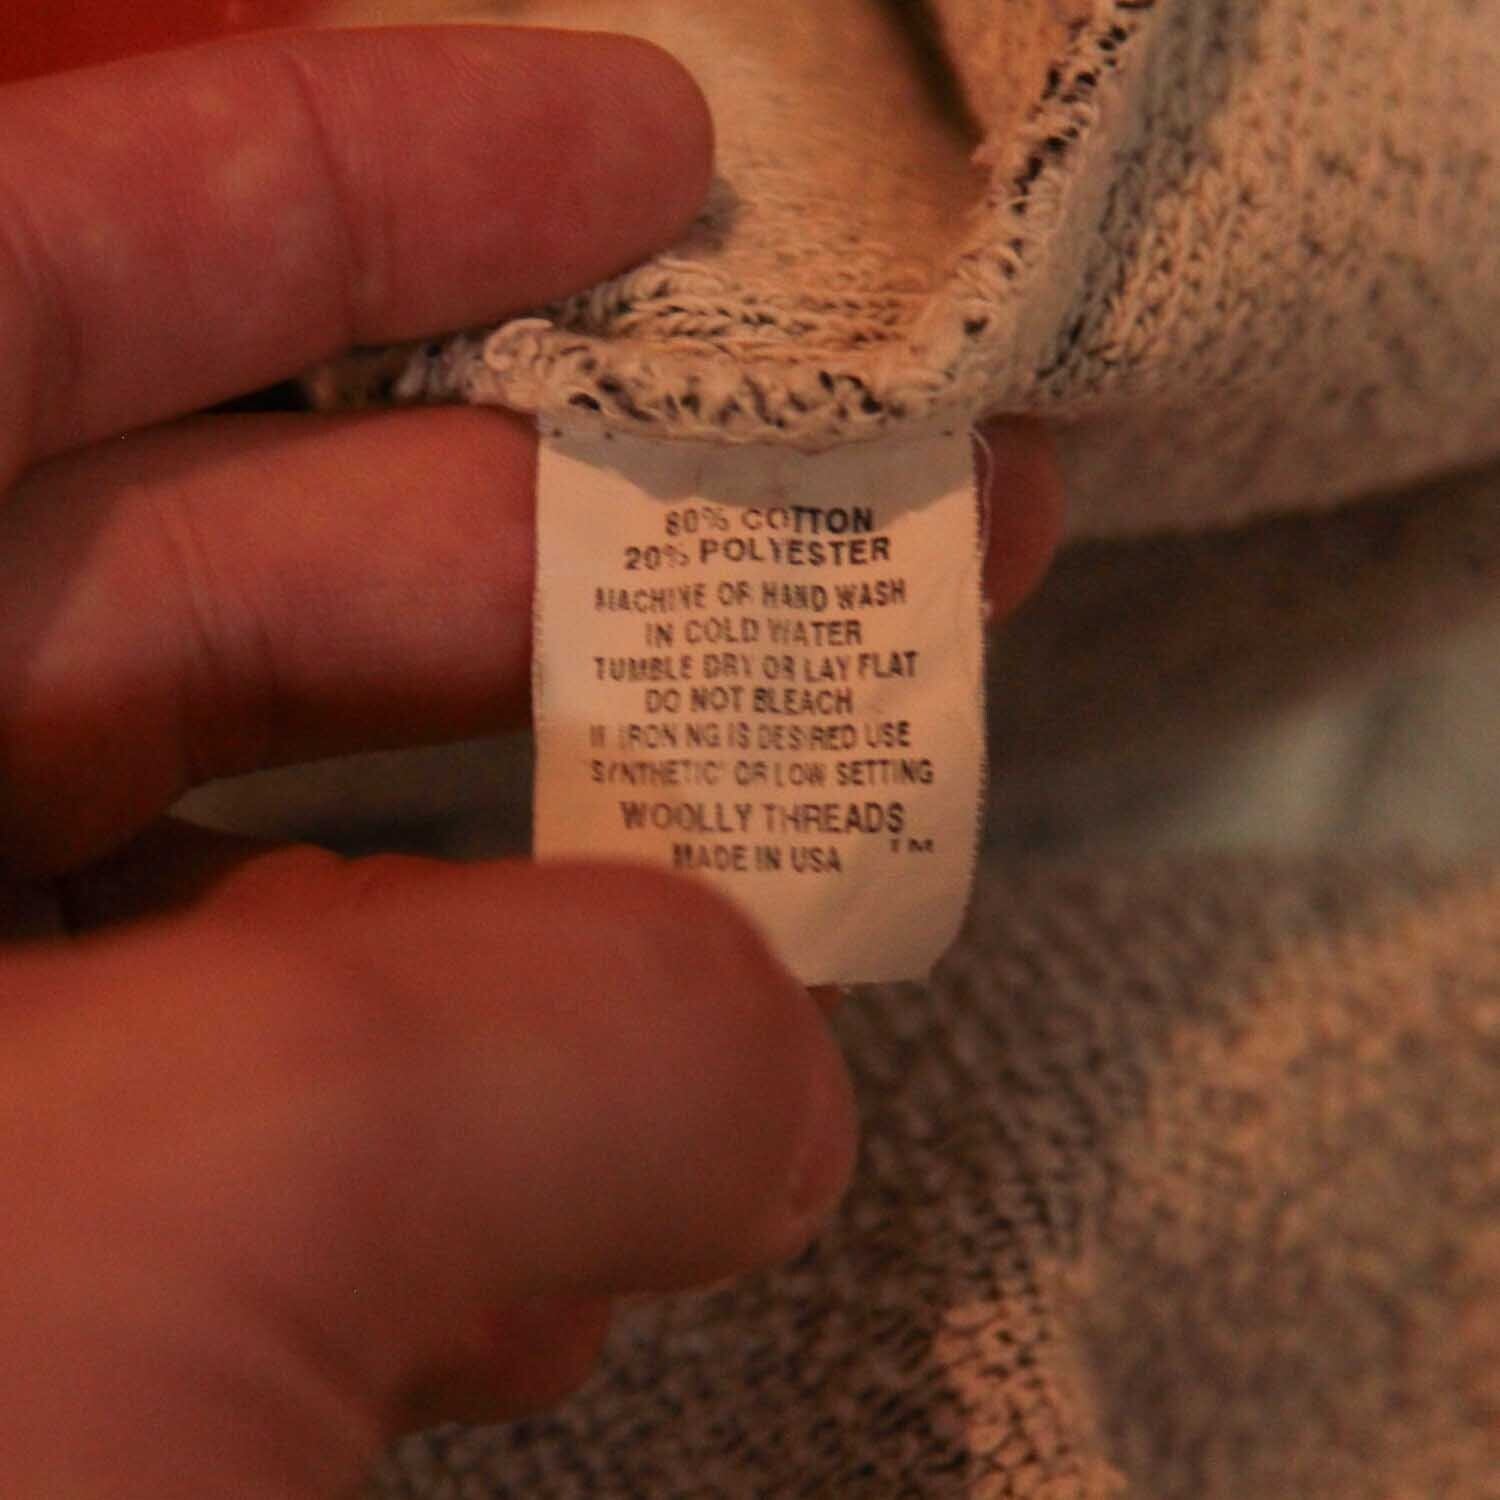 80% COTTON
20% POLYESTER
MACHINE OR HAND WASH
IN COLD WATER
TUMBLE DRY OR LAY FLAT
DO NOT BLEACH
IF IRONING IS DESIRED USE
"SYNTHETIC" OR LOW SETTING
WOOLLY THREADS
TM
MADE IN USA